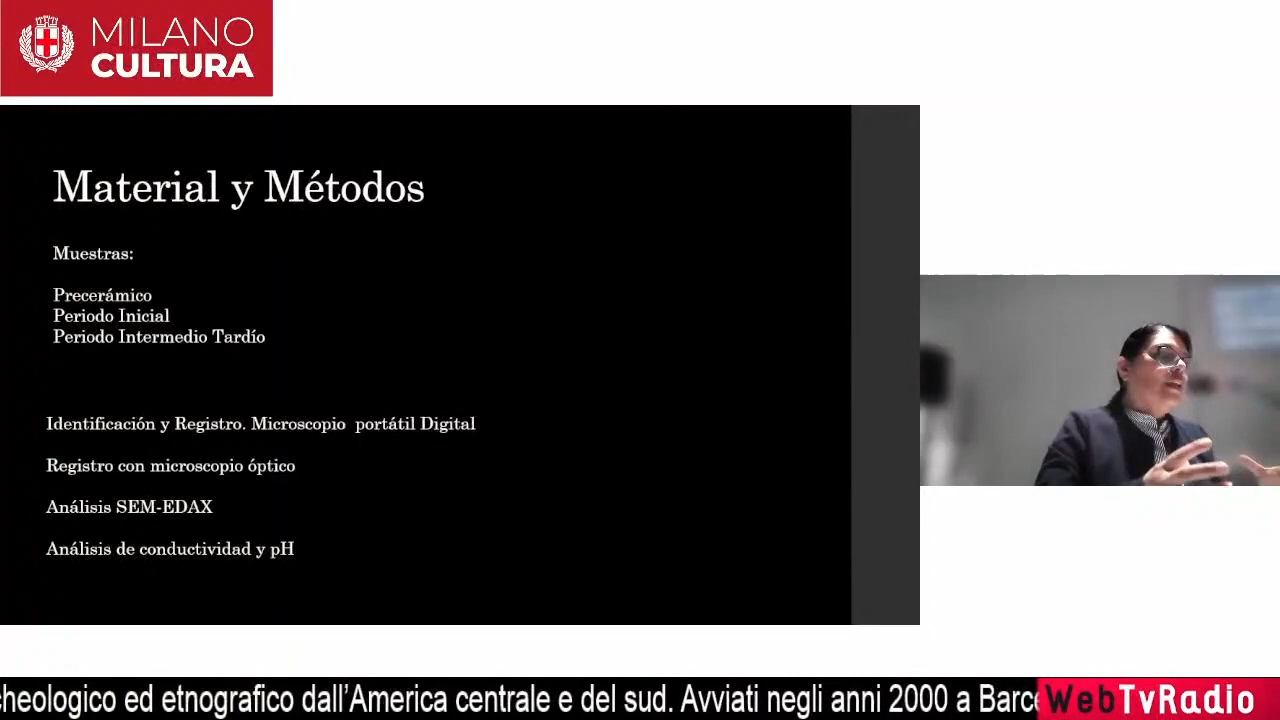 MILANO
CULTURA
Material y Métodos
Muestras:
Precerámico
Periodo Inicial
Periodo Intermedio Tardío
Identificación y Registro. Microscopio portátil Digital
Registro con microscopio óptico
Análisis SEM-EDAX
Análisis de conductividad y pH
cheologico ed etnografico dall’America centrale e del sud. Avviati negli anni 2000 a Barce
WebTvRadio